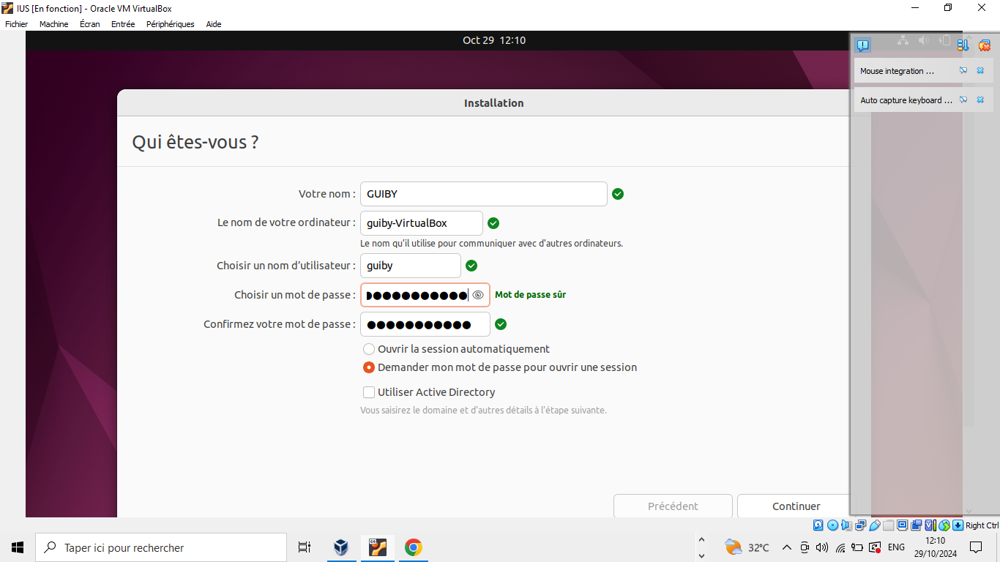 IUS [En fonction] - Oracle VM VirtualBox
Fichier Machine Écran Entrée Périphériques Aide
Oct 29 12:10
Mouse integration ...
Auto capture keyboard ...
Installation
Qui êtes-vous ?
Votre nom : GUIBY
Le nom de votre ordinateur : guiby-VirtualBox
Le nom qu’il utilise pour communiquer avec d’autres ordinateurs.
Choisir un nom d’utilisateur : guiby
Choisir un mot de passe : Mot de passe sûr
Confirmez votre mot de passe :
Ouvrir la session automatiquement
Demander mon mot de passe pour ouvrir une session
Utiliser Active Directory
Vous saisirez le domaine et d'autres détails à l'étape suivante.
Précédent Continuer
Right Ctrl
Taper ici pour rechercher
32°C
ENG
12:10
29/10/2024